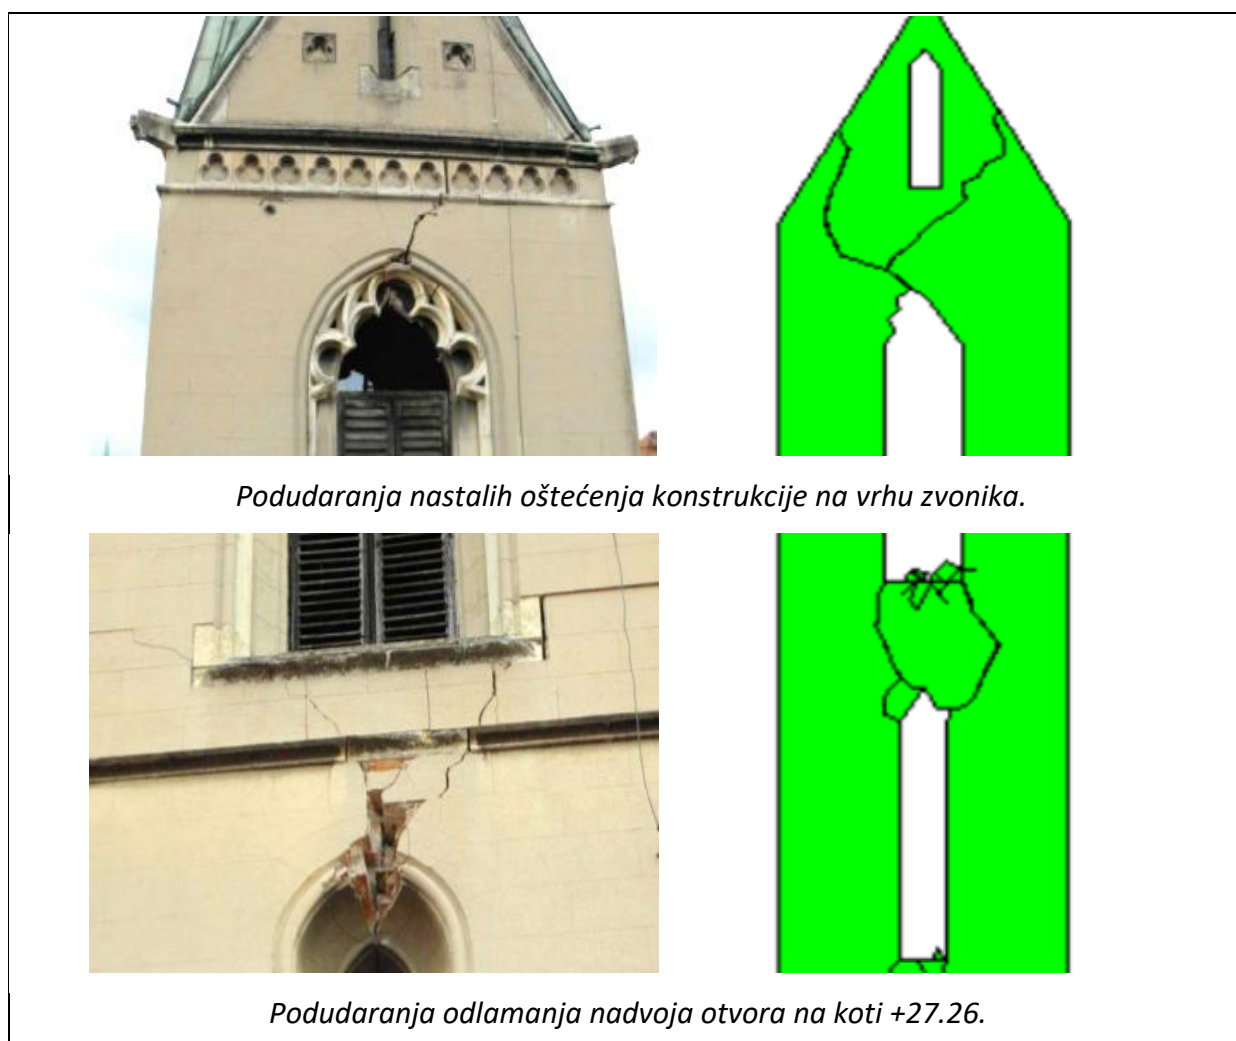 Podudaranja nastalih oštećenja konstrukcije na vrhu zvonika.
Podudaranja odlamanja nadvoja otvora na koti +27.26.